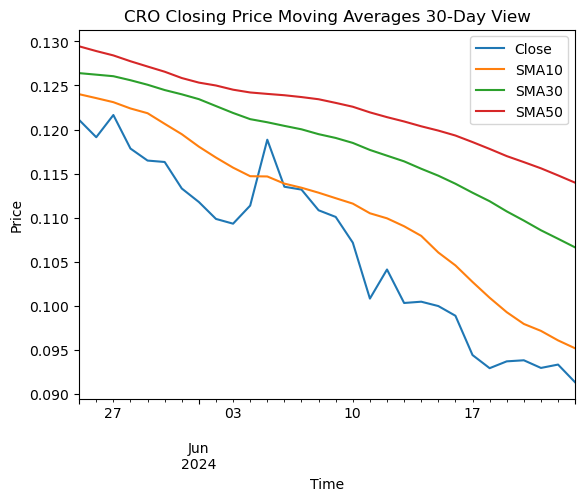 CRO Closing Price Moving Averages 30-Day View
Close
SMA10
SMA30
SMA50
Price
0.130
0.125
0.120
0.115
0.110
0.105
0.100
0.095
0.090
27 03 10 17
Jun
2024
Time